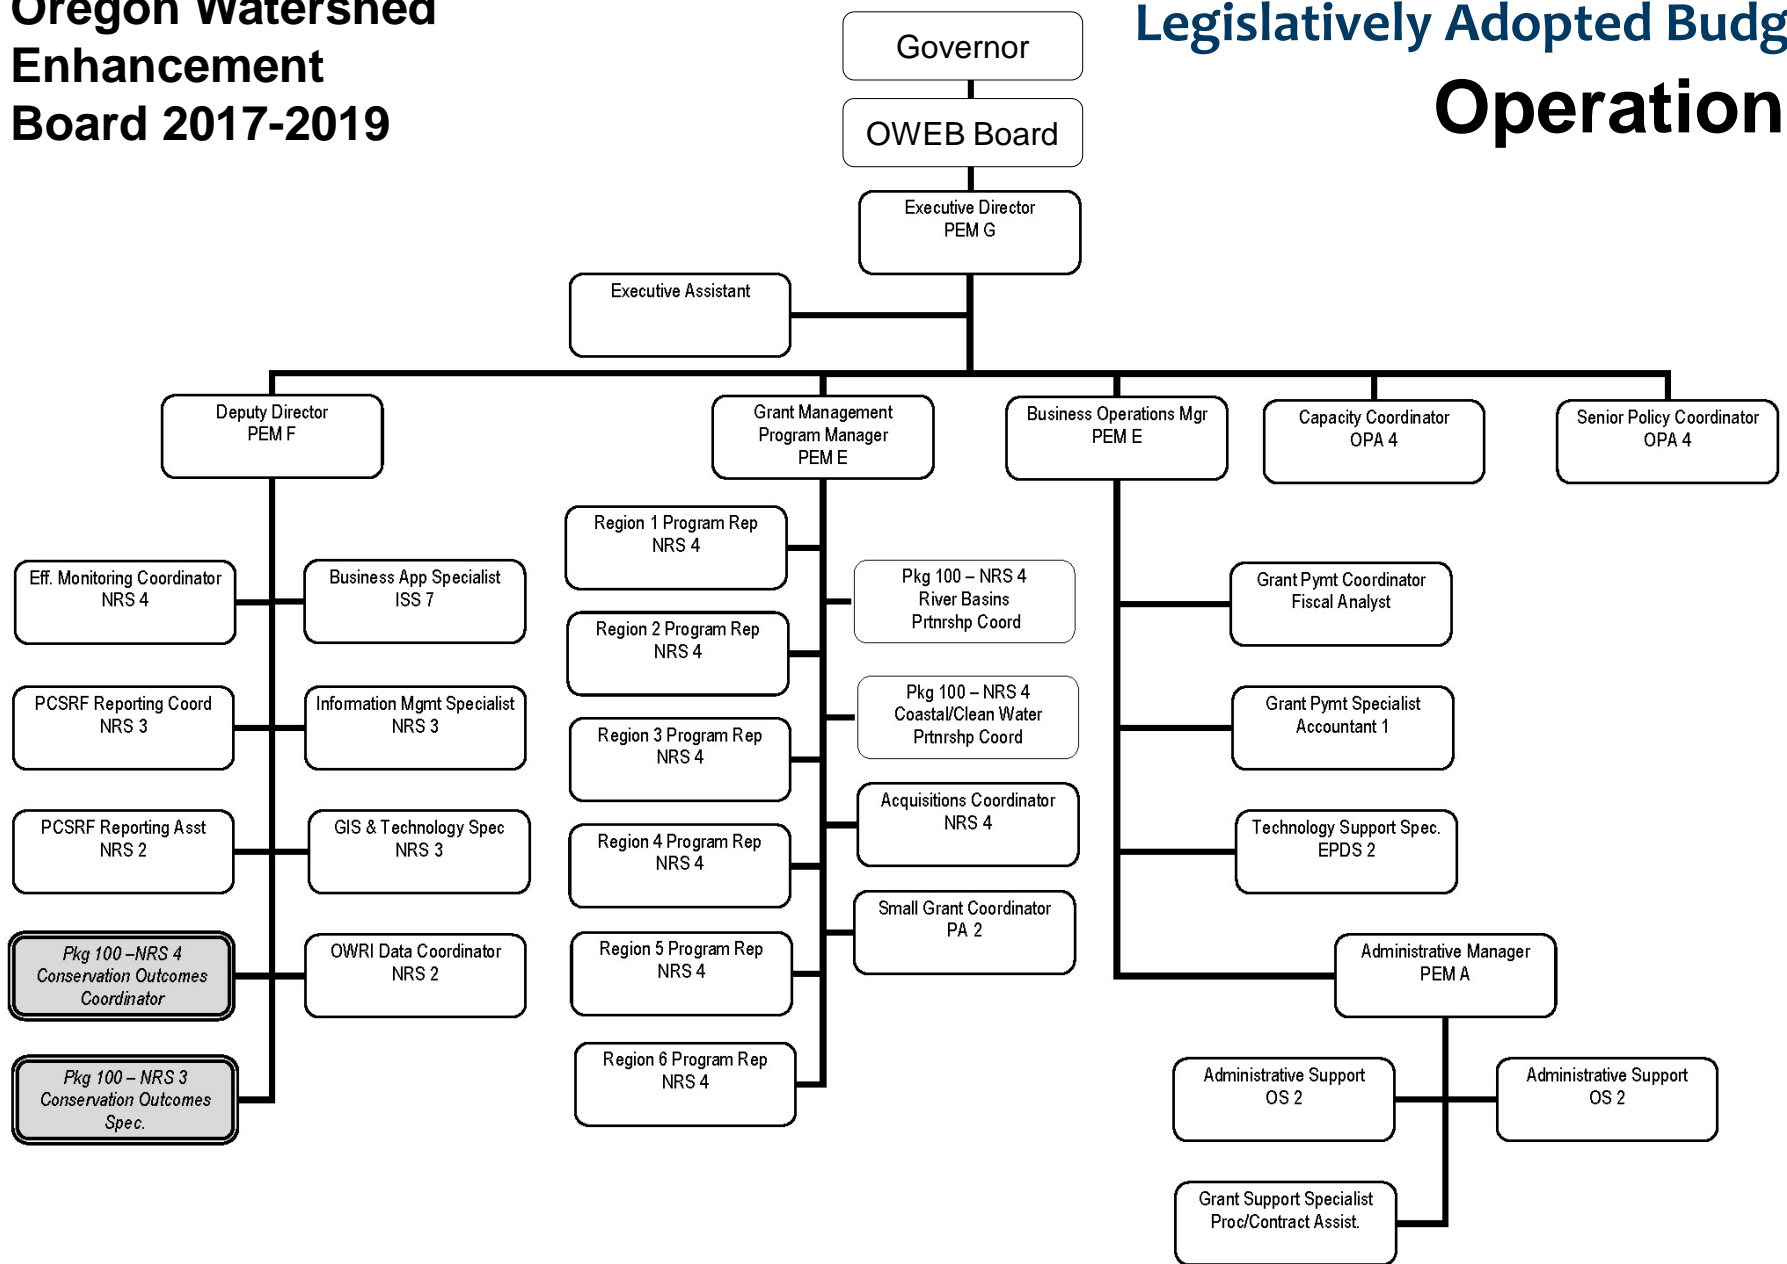 Oregon Watershed
Enhancement
Board 2017-2019
Legislatively Adopted Budg
Operation
Governor
OWEB Board
Executive Director
PEM G
Executive Assistant
Deputy Director
PEM F
Grant Management
Program Manager
PEM E
Business Operations Mgr
PEM E
Capacity Coordinator
OPA 4
Senior Policy Coordinator
OPA 4
Eff. Monitoring Coordinator
NRS 4
Business App Specialist
ISS 7
PCSRF Reporting Coord
NRS 3
Information Mgmt Specialist
NRS 3
PCSRF Reporting Asst
NRS 2
GIS & Technology Spec
NRS 3
Pkg 100 –NRS 4
Conservation Outcomes
Coordinator
OWRI Data Coordinator
NRS 2
Pkg 100 – NRS 3
Conservation Outcomes
Spec.
Region 1 Program Rep
NRS 4
Region 2 Program Rep
NRS 4
Region 3 Program Rep
NRS 4
Region 4 Program Rep
NRS 4
Region 5 Program Rep
NRS 4
Region 6 Program Rep
NRS 4
Pkg 100 – NRS 4
River Basins
Prtnrshp Coord
Pkg 100 – NRS 4
Coastal/Clean Water
Prtnrshp Coord
Acquisitions Coordinator
NRS 4
Small Grant Coordinator
PA 2
Grant Pymt Coordinator
Fiscal Analyst
Grant Pymt Specialist
Accountant 1
Technology Support Spec.
EPDS 2
Administrative Manager
PEM A
Administrative Support
OS 2
Administrative Support
OS 2
Grant Support Specialist
Proc/Contract Assist.